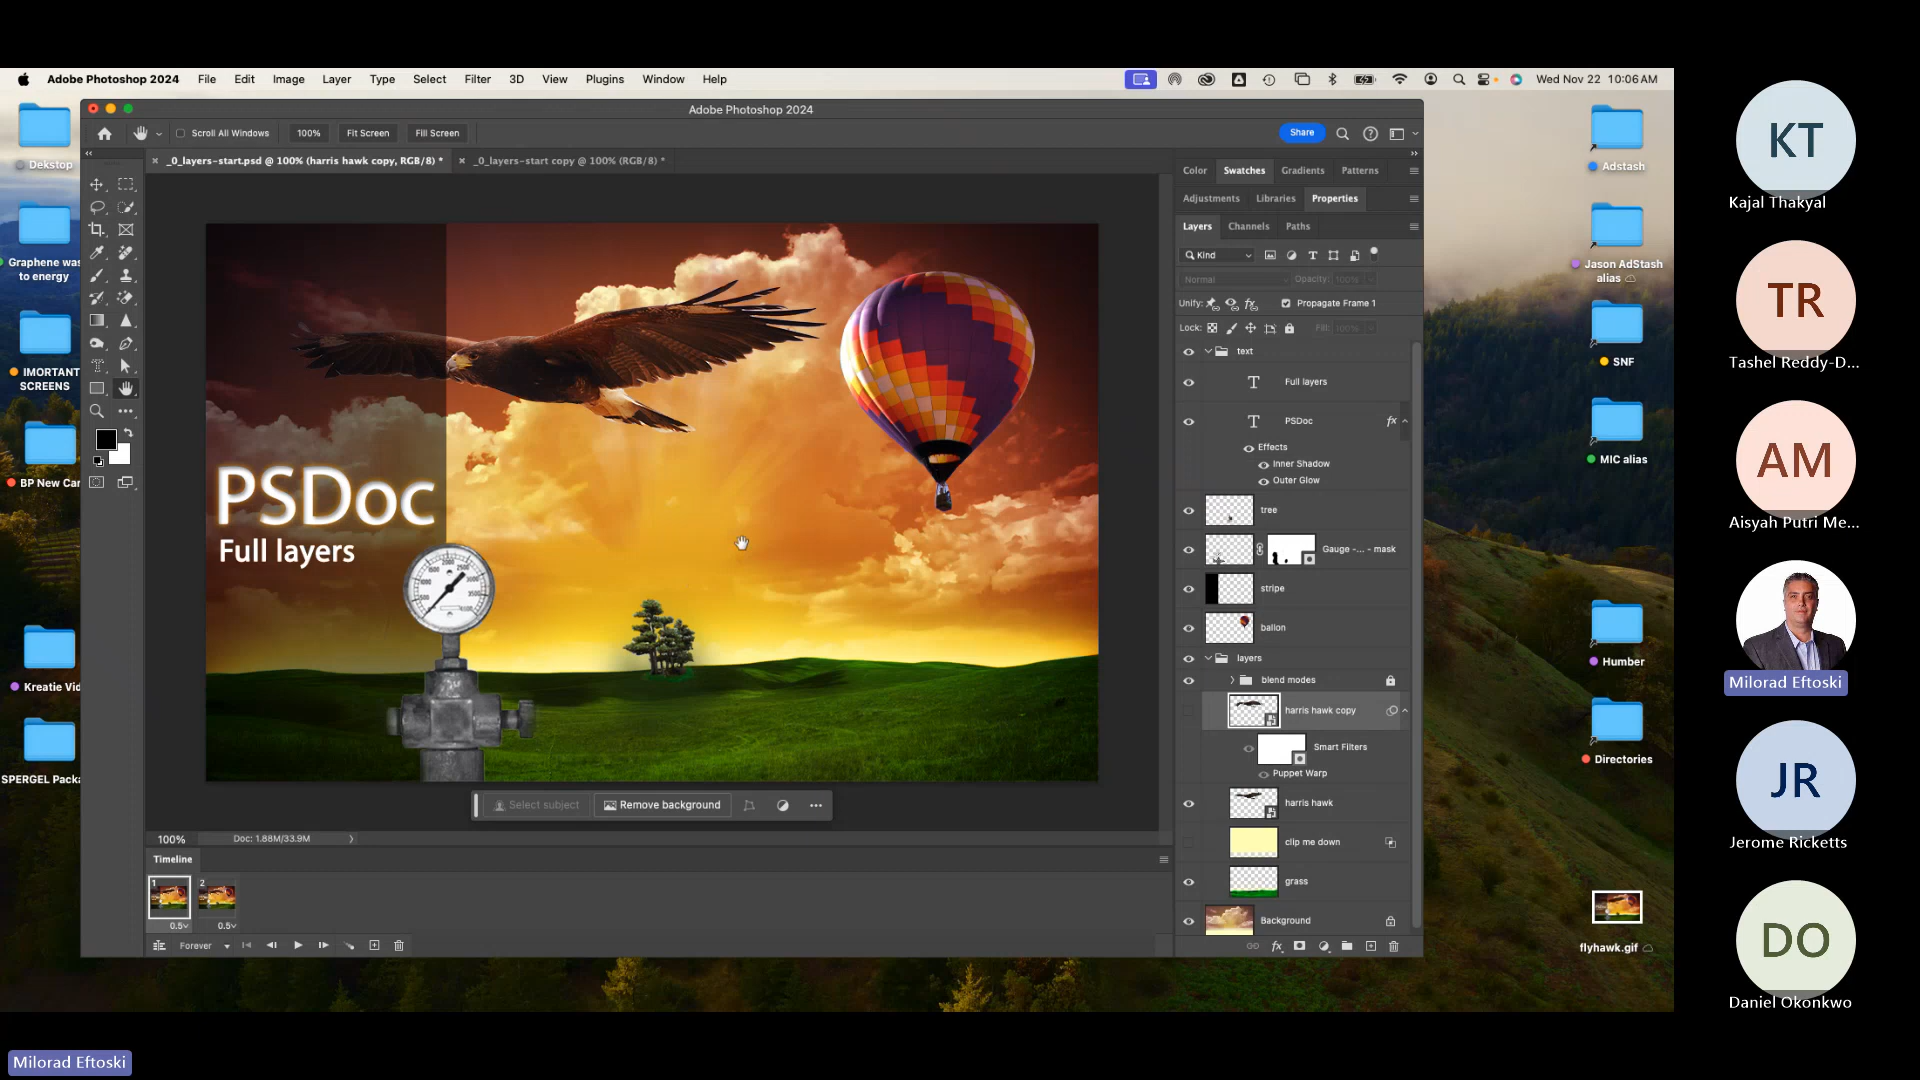 Adobe Photoshop 2024 File Edit Image Layer Type Select Filter 3D View Plugins Window Help Wed Nov 22 10:06 AM
Adobe Photoshop 2024
Scroll All Windows 100% Fit Screen Fill Screen Share
_0_layers-start.psd @ 100% (harris hawk copy, RGB/8) * _0_layers-start copy @ 100% (RGB/8) *
Color Swatches Gradients Patterns
Adjustments Libraries Properties
Layers Channels Paths
Kind
Normal Opacity: 100%
Unify: Propagate Frame 1
Lock: Fill: 100%
text
Full layers
PSDoc fx
Effects
Inner Shadow
Outer Glow
tree
Gauge -... - mask
stripe
ballon
layers
blend modes
harris hawk copy
Smart Filters
Puppet Warp
harris hawk
clip me down
grass
Background
PSDoc
Full layers
Select subject Remove background
100% Doc: 1.88M/33.9M
Timeline
1 2
0.5 0.5
Forever
Dekstop
Graphene was
to energy
IMORTANT
SCREENS
BP New Car
Kreatie Vid
SPERGEL Packa
Adstash
Jason AdStash
alias
SNF
MIC alias
Humber
Directories
flyhawk.gif
KT
Kajal Thakyal
TR
Tashel Reddy-D...
AM
Aisyah Putri Me...
Milorad Eftoski
JR
Jerome Ricketts
DO
Daniel Okonkwo
Milorad Eftoski